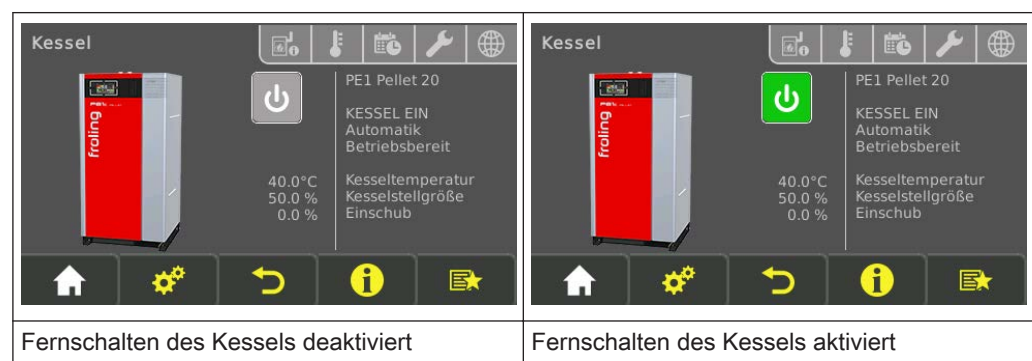 Kessel
froling
PE1 Pellet 20
KESSEL EIN
Automatik
Betriebsbereit
40.0°C Kesseltemperatur
50.0 % Kesselstellgröße
0.0 % Einschub
Fernschalten des Kessels deaktiviert
Kessel
froling
PE1 Pellet 20
KESSEL EIN
Automatik
Betriebsbereit
40.0°C Kesseltemperatur
50.0 % Kesselstellgröße
0.0 % Einschub
Fernschalten des Kessels aktiviert